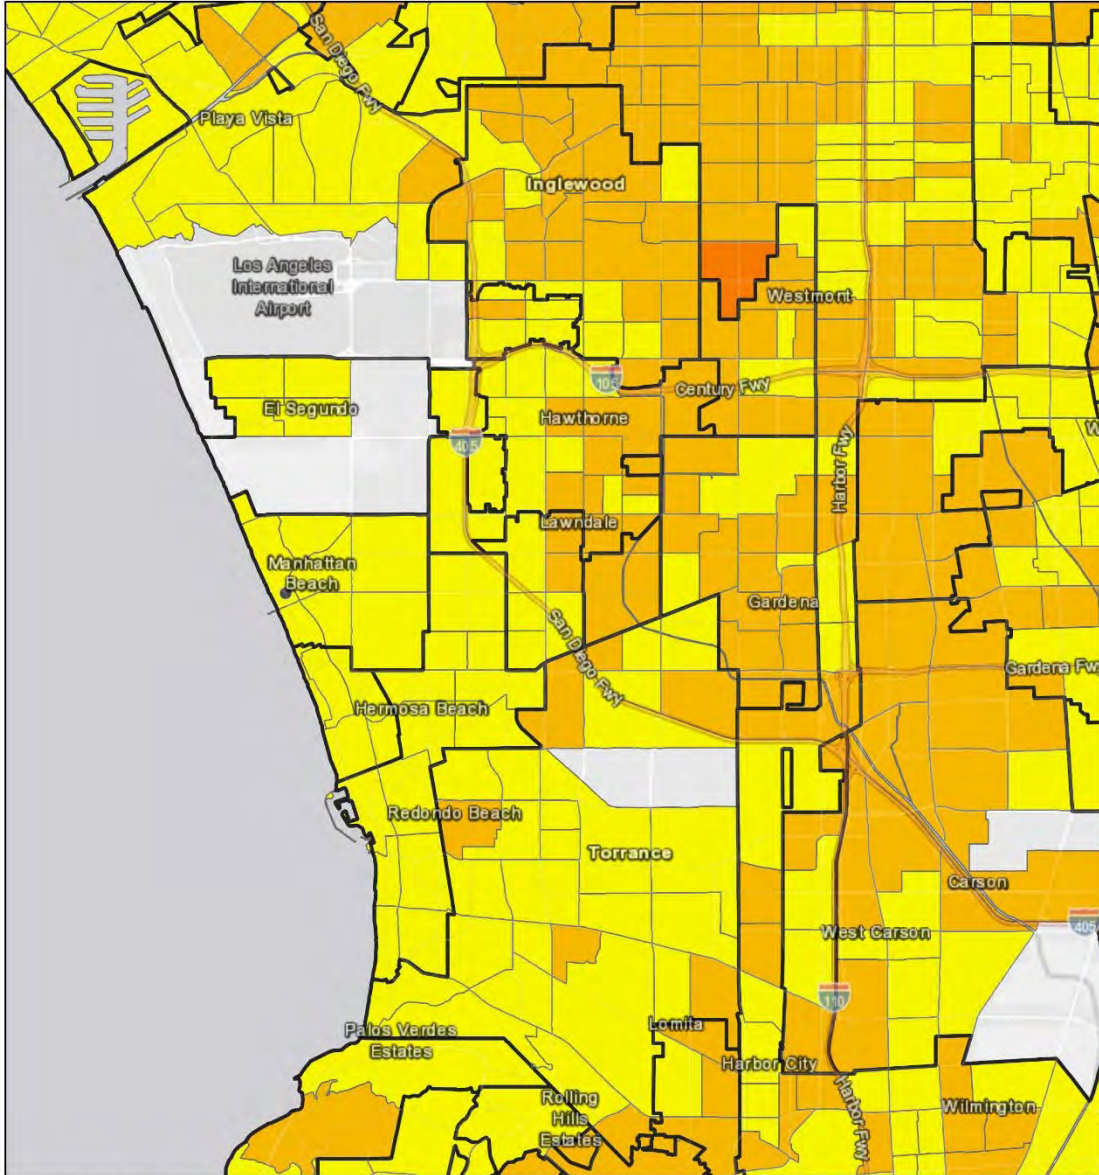 San Diego Fwy
Playa Vista
Inglewood
Los Angeles
International
Airport
Westmont
105
Century Fwy
El Segundo
Hawthorne
405
Harbor Fwy
Lawndale
Manhattan
Beach
Gardena
San Diego Fwy
Gardena Fwy
Hermosa Beach
Redondo Beach
Torrance
Carson
405
West Carson
110
Lomita
Palos Verdes
Estates
Harbor City
Harbor Fwy
Rolling
Hills
Estates
Wilmington